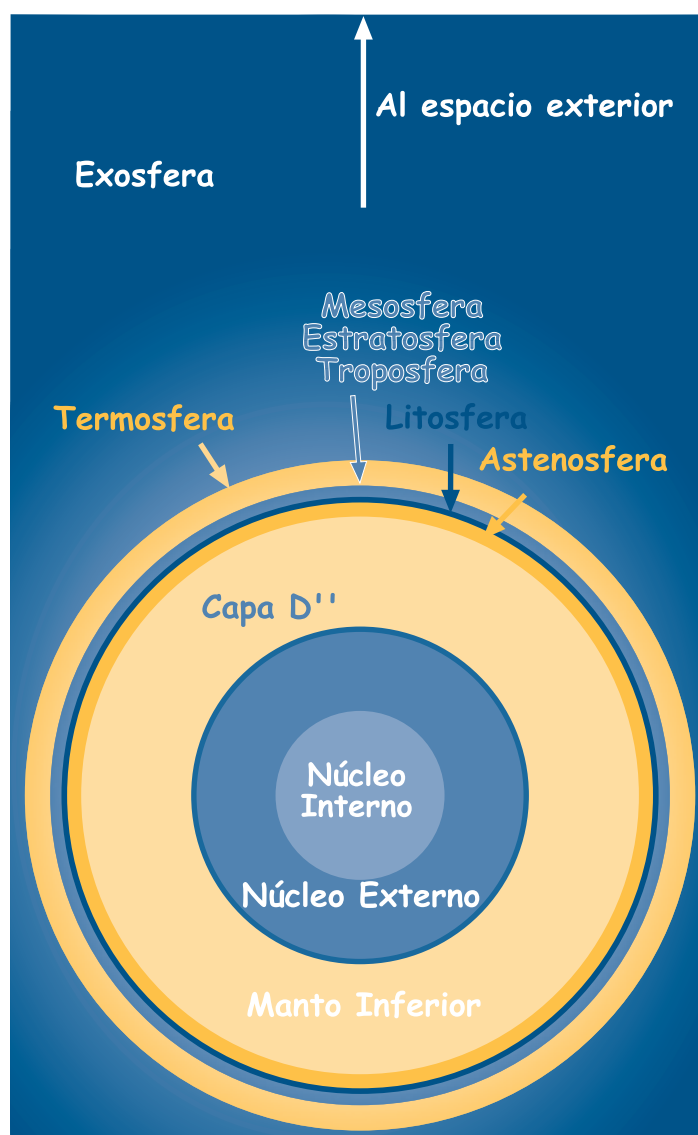 Al espacio exterior
Exosfera
Mesosfera
Estratosfera
Troposfera
Termosfera
Litosfera
Astenosfera
Capa D''
Núcleo
Interno
Núcleo Externo
Manto Inferior